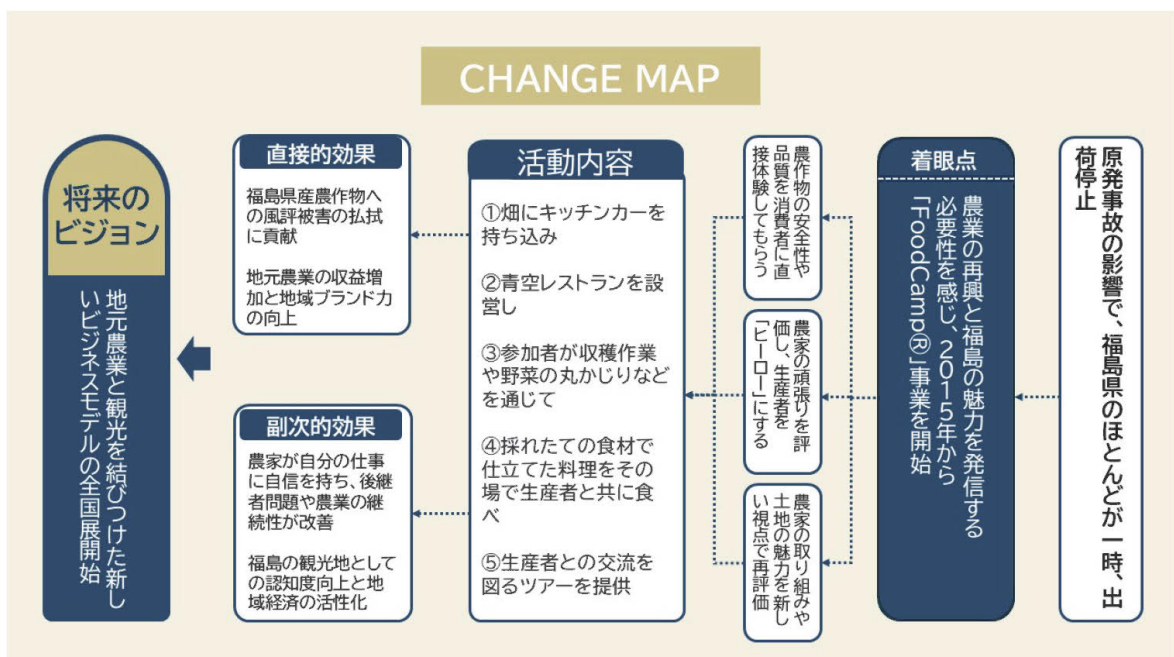 CHANGE MAP
原発事故の影響で、福島県のほとんどが一時、出
荷停止
着眼点
農業の再興と福島の魅力を発信する
必要性を感じ、2015年から
「FoodCamp®」事業を開始
農作物の安全性や
品質を消費者に直
接体験してもらう
農家の頑張りを評
価し、生産者を
「ヒーロー」にする
農家の取り組みや
土地の魅力を新し
い視点で再評価
活動内容
①畑にキッチンカーを
持ち込み
②青空レストランを設
営し
③参加者が収穫作業
や野菜の丸かじりなど
を通じて
④採れたての食材で
仕立てた料理をその
場で生産者と共に食
べ
⑤生産者との交流を
図るツアーを提供
直接的効果
福島県産農作物へ
の風評被害の払拭
に貢献
地元農業の収益増
加と地域ブランド力
の向上
副次的効果
農家が自分の仕事
に自信を持ち、後継
者問題や農業の継
続性が改善
福島の観光地として
の認知度向上と地
域経済の活性化
将来の
ビジョン
地元農業と観光を結びつけた新し
いビジネスモデルの全国展開始